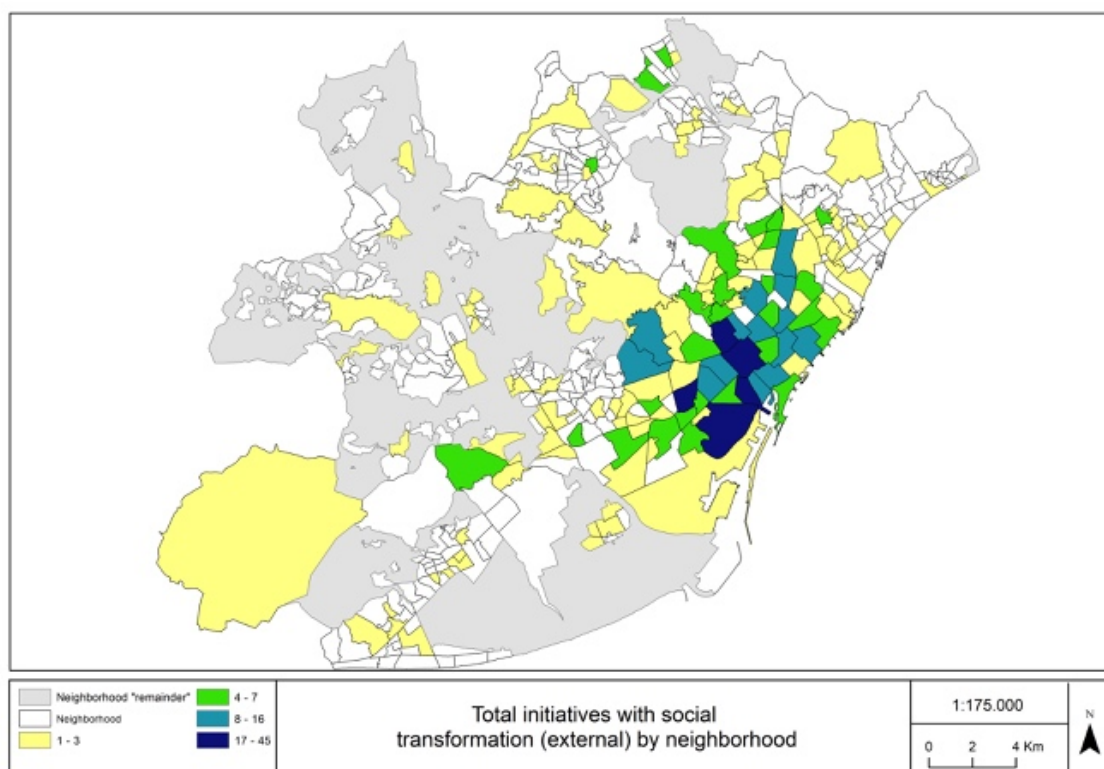 Neighborhood "remainder"
Neighborhood
1 - 3
4 - 7
8 - 16
17 - 45
Total initiatives with social
transformation (external) by neighborhood
1:175.000
0 2 4 Km
N